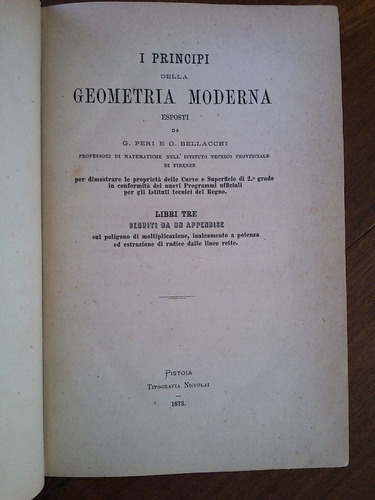 I PRINCIPI
DELLA
GEOMETRIA MODERNA
ESPOSTI
DA
G. PERI E G. BELLACCHI
PROFESSORI DI MATEMATICHE NELL'ISTITUTO TECNICO PROVINCIALE
DI FIRENZE
per dimostrare le proprietà delle Curve e Superficie di 2.º grado
in conformità dei nuovi Programmi ufficiali
per gli Istituti tecnici del Regno.
LIBRI TRE
SEGUITI DA UN APPENDICE
sul poligono di moltiplicazione, inalzamento a potenza
ed estrazione di radice dalle linee rette.
PISTOIA
TIPOGRAFIA NICCOLAI
—
1873.